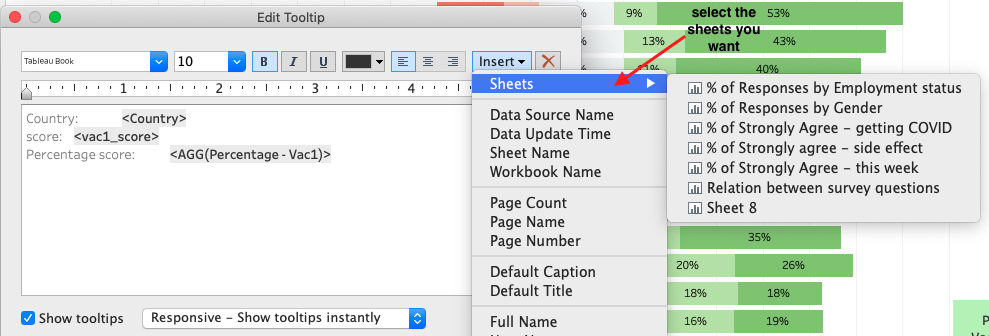 Edit Tooltip
Tableau Book
10
B
I
U
Insert
1
2
3
4
Country: <Country>
score: <vac1_score>
Percentage score: <AGG(Percentage - Vac1)>
Show tooltips
Responsive – Show tooltips instantly
Sheets
Data Source Name
Data Update Time
Sheet Name
Workbook Name
Page Count
Page Name
Page Number
Default Caption
Default Title
Full Name
% of Responses by Employment status
% of Responses by Gender
% of Strongly Agree – getting COVID
% of Strongly agree – side effect
% of Strongly Agree – this week
Relation between survey questions
Sheet 8
select the
sheets you
want
9% 53%
13% 43%
40%
35%
20% 26%
18% 18%
16% 19%